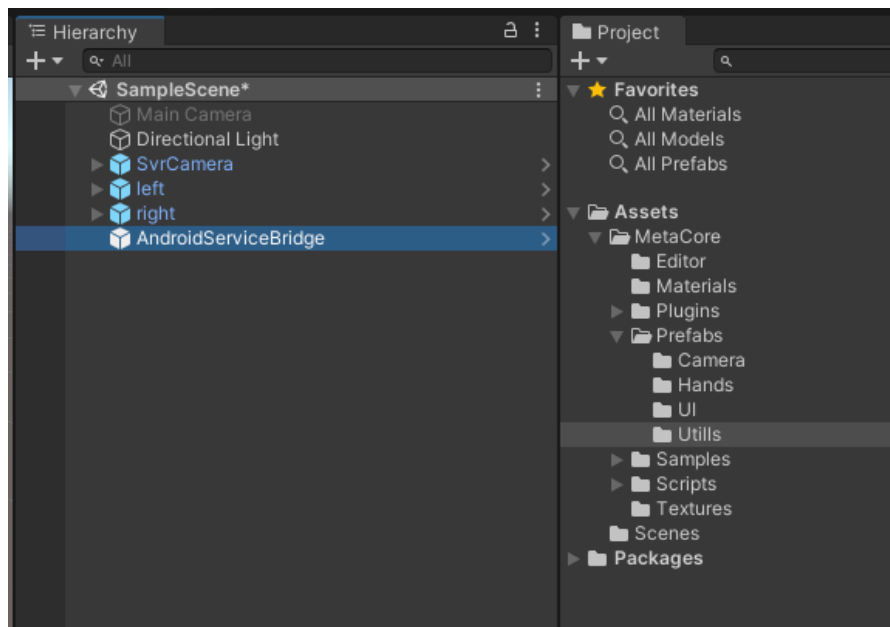 Hierarchy
All
SampleScene*
Main Camera
Directional Light
SvrCamera
left
right
AndroidServiceBridge
Project
Favorites
All Materials
All Models
All Prefabs
Assets
MetaCore
Editor
Materials
Plugins
Prefabs
Camera
Hands
UI
Utills
Samples
Scripts
Textures
Scenes
Packages